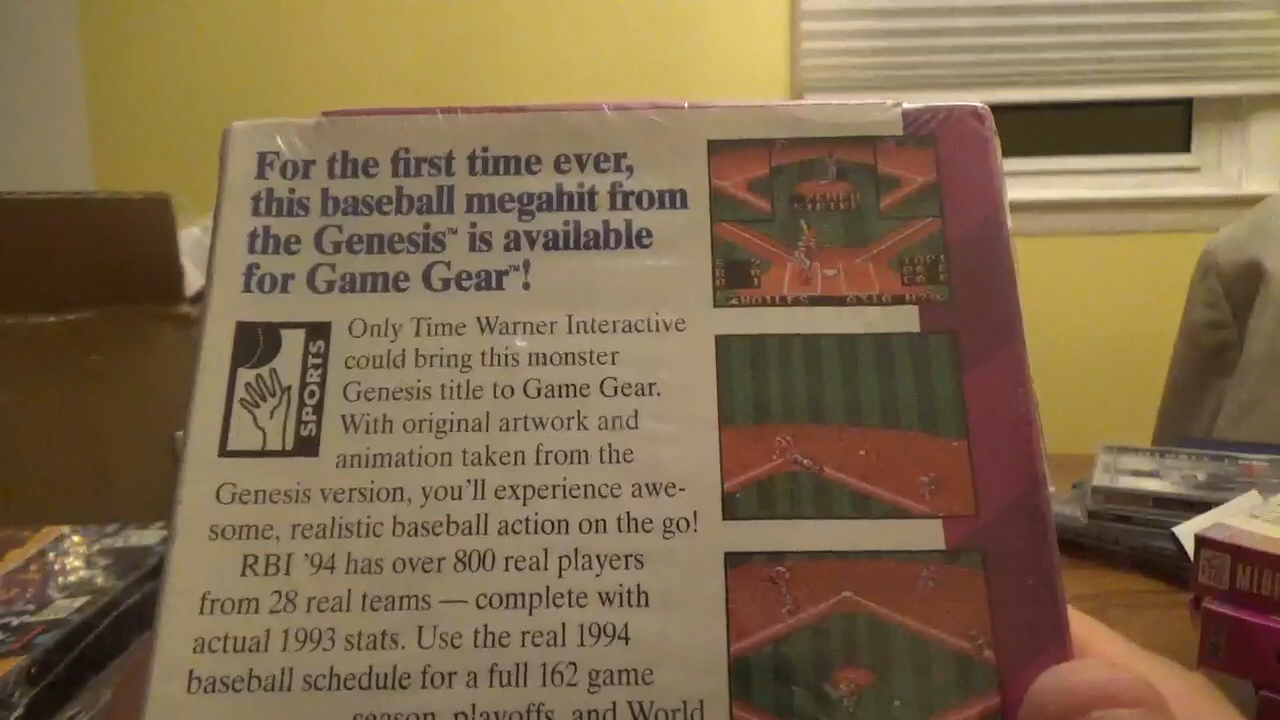 For the first time ever,
this baseball megahit from
the Genesis™ is available
for Game Gear™!
SPORTS
Only Time Warner Interactive
could bring this monster
Genesis title to Game Gear.
With original artwork and
animation taken from the
Genesis version, you'll experience awe-
some, realistic baseball action on the go!
RBI '94 has over 800 real players
from 28 real teams — complete with
actual 1993 stats. Use the real 1994
baseball schedule for a full 162 game
season, playoffs, and World